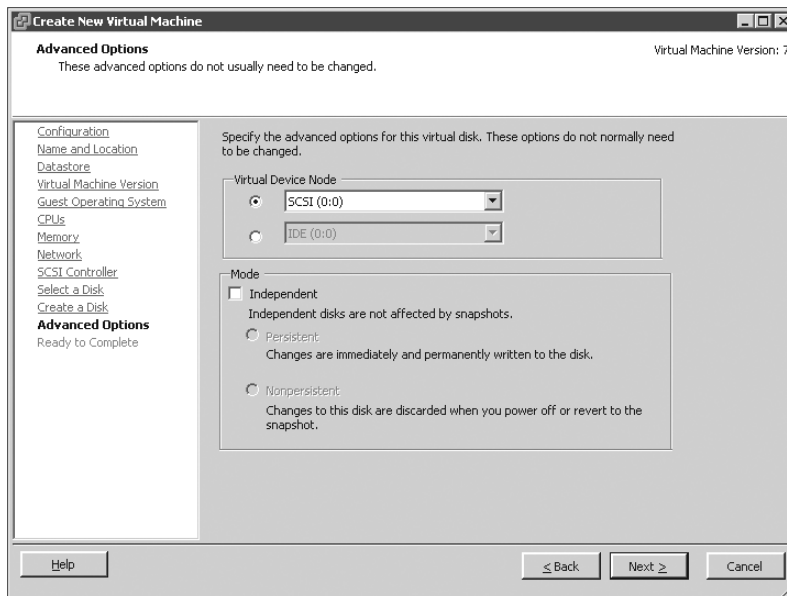 Create New Virtual Machine
Advanced Options
These advanced options do not usually need to be changed.
Virtual Machine Version: 7
Configuration
Name and Location
Datastore
Virtual Machine Version
Guest Operating System
CPUs
Memory
Network
SCSI Controller
Select a Disk
Create a Disk
Advanced Options
Ready to Complete
Specify the advanced options for this virtual disk. These options do not normally need
to be changed.
Virtual Device Node
SCSI (0:0)
IDE (0:0)
Mode
Independent
Independent disks are not affected by snapshots.
Persistent
Changes are immediately and permanently written to the disk.
Nonpersistent
Changes to this disk are discarded when you power off or revert to the
snapshot.
Help
< Back
Next >
Cancel